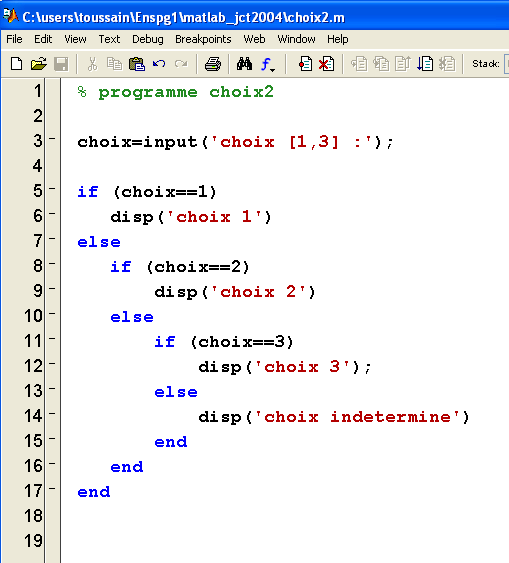 C:\users\toussain\Enspg1\matlab_jct2004\choix2.m
File Edit View Text Debug Breakpoints Web Window Help
Stack:
1 % programme choix2
2
3 - choix=input('choix [1,3] :');
4
5 - if (choix==1)
6 - disp('choix 1')
7 - else
8 - if (choix==2)
9 - disp('choix 2')
10 - else
11 - if (choix==3)
12 - disp('choix 3');
13 - else
14 - disp('choix indetermine')
15 - end
16 - end
17 - end
18
19